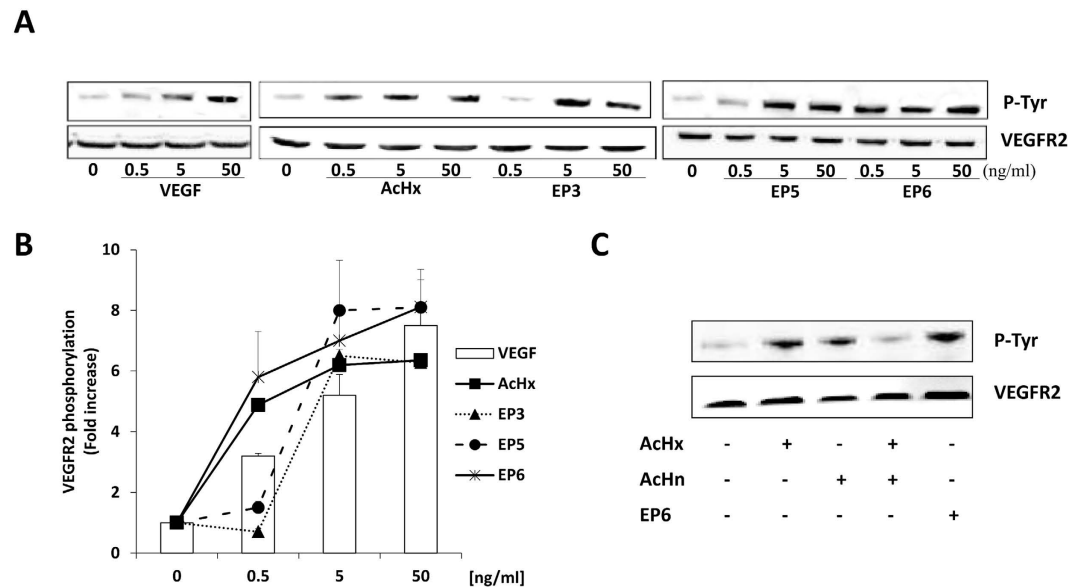 A
P-Tyr
VEGFR2
0 0.5 5 50 0 0.5 5 50 0.5 5 50 0 0.5 5 50 0.5 5 50 (ng/ml)
VEGF AcHx EP3 EP5 EP6
B
VEGFR2 phosphorylation
(Fold increase)
10
8
6
4
2
0
0 0.5 5 50 [ng/ml]
VEGF
AcHx
EP3
EP5
EP6
C
P-Tyr
VEGFR2
AcHx - + - + -
AcHn - - + + -
EP6 - - - - +